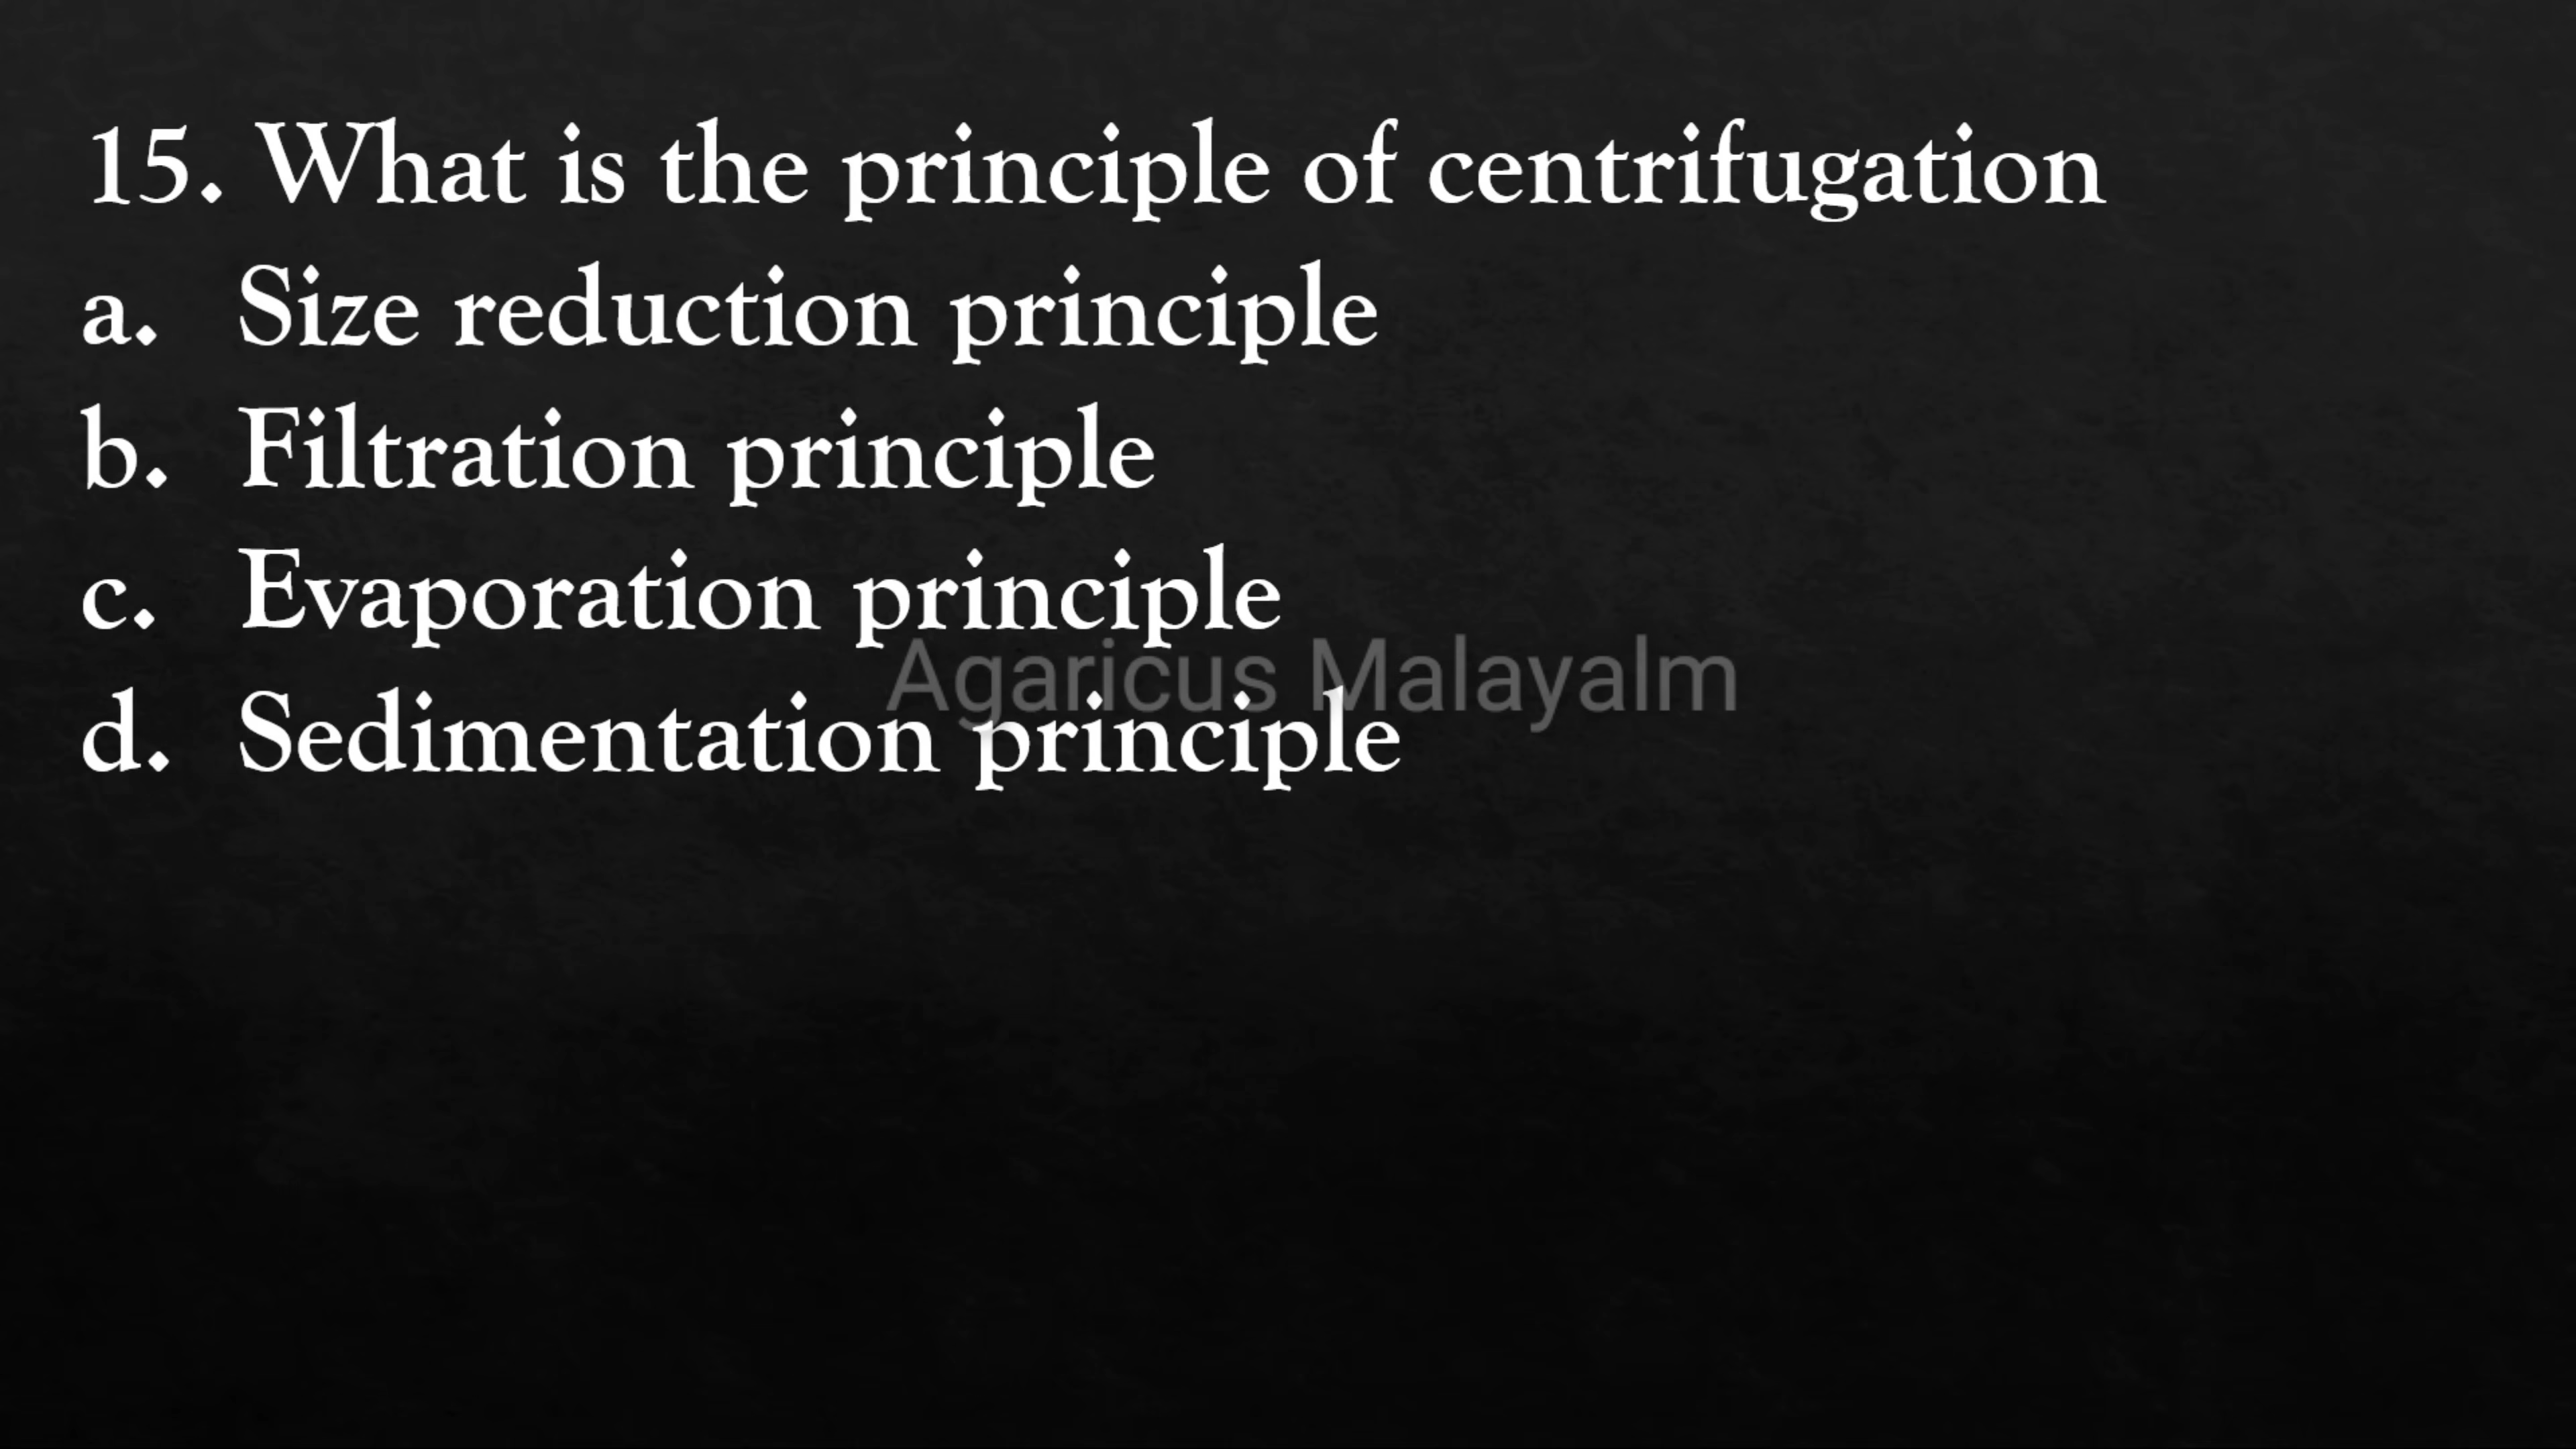 15. What is the principle of centrifugation
a. Size reduction principle
b. Filtration principle
c. Evaporation principle
Agaricus Malayalm
d. Sedimentation principle